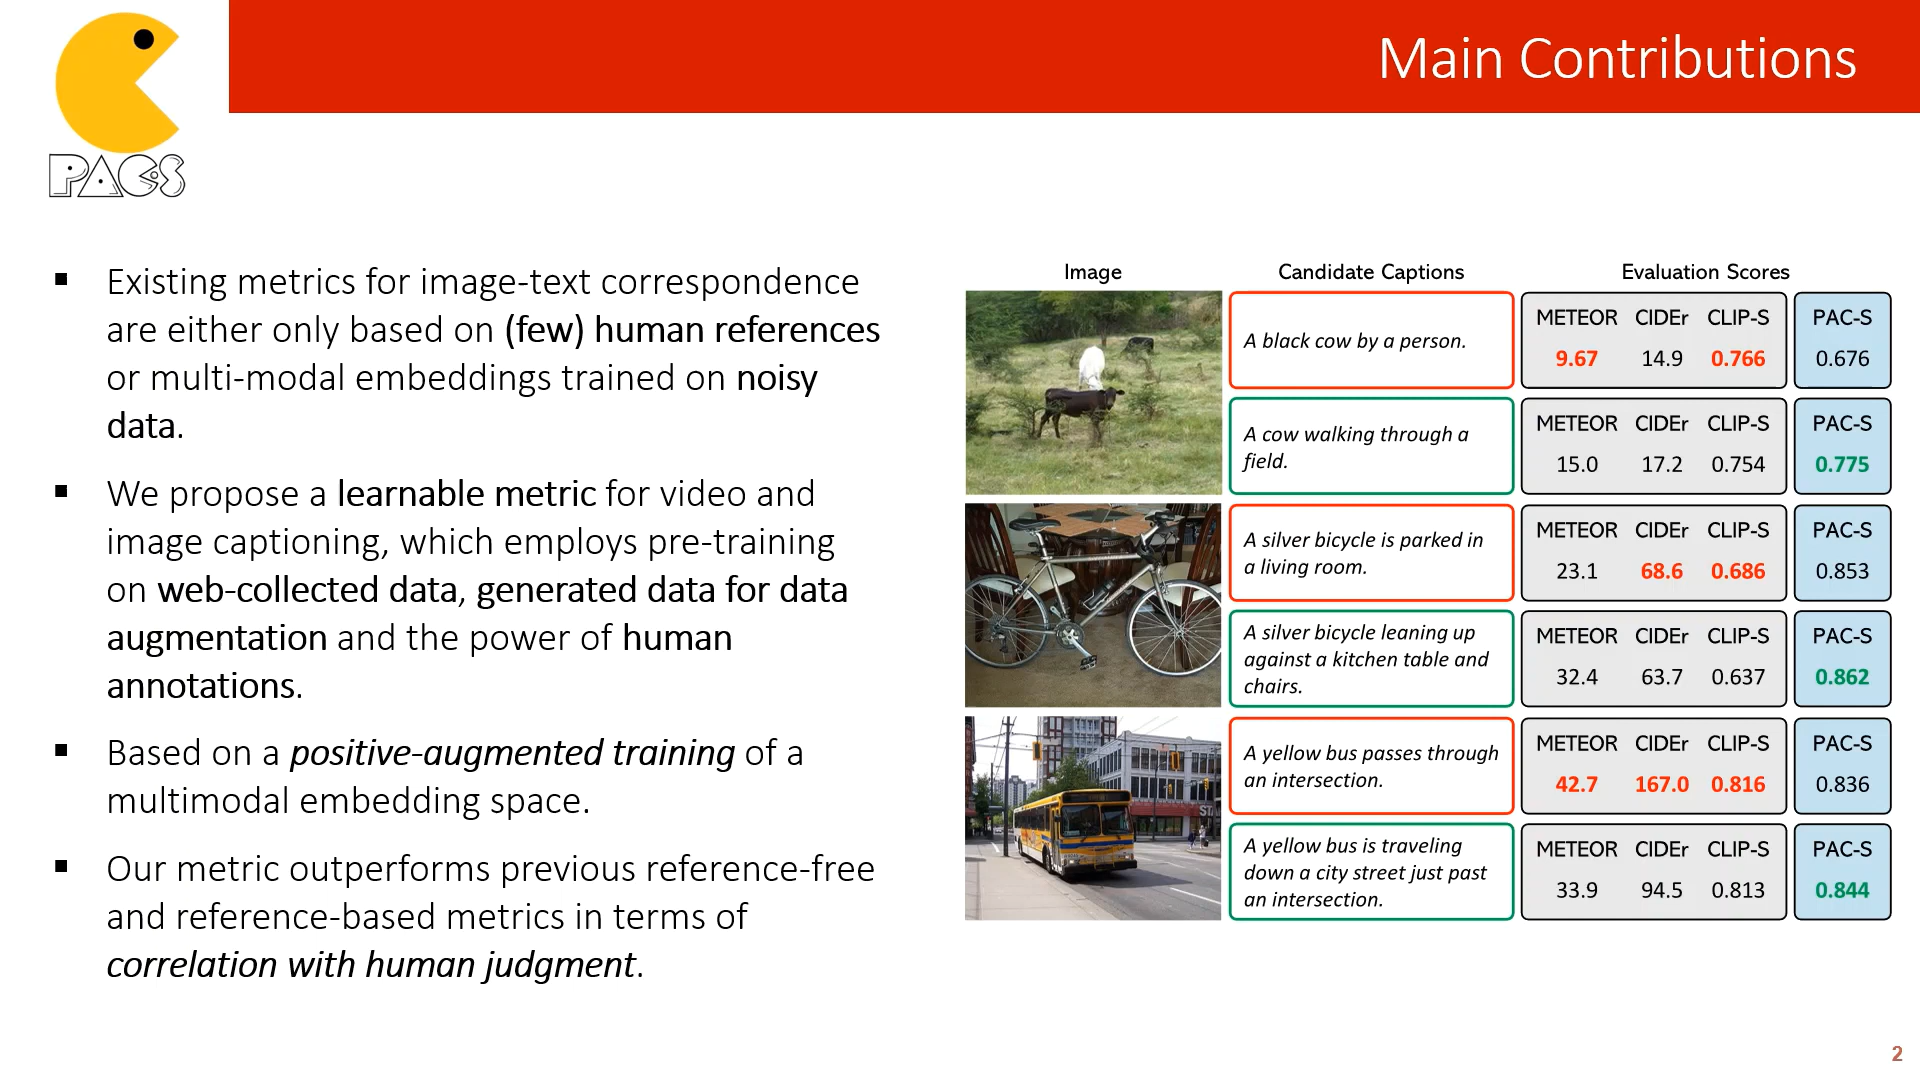 Main Contributions
PAC-S
Existing metrics for image-text correspondence
are either only based on (few) human references
or multi-modal embeddings trained on noisy
data.
We propose a learnable metric for video and
image captioning, which employs pre-training
on web-collected data, generated data for data
augmentation and the power of human
annotations.
Based on a positive-augmented training of a
multimodal embedding space.
Our metric outperforms previous reference-free
and reference-based metrics in terms of
correlation with human judgment.
Image Candidate Captions Evaluation Scores
A black cow by a person.
METEOR CIDEr CLIP-S PAC-S
9.67 14.9 0.766 0.676
A cow walking through a
field.
METEOR CIDEr CLIP-S PAC-S
15.0 17.2 0.754 0.775
A silver bicycle is parked in
a living room.
METEOR CIDEr CLIP-S PAC-S
23.1 68.6 0.686 0.853
A silver bicycle leaning up
against a kitchen table and
chairs.
METEOR CIDEr CLIP-S PAC-S
32.4 63.7 0.637 0.862
A yellow bus passes through
an intersection.
METEOR CIDEr CLIP-S PAC-S
42.7 167.0 0.816 0.836
A yellow bus is traveling
down a city street just past
an intersection.
METEOR CIDEr CLIP-S PAC-S
33.9 94.5 0.813 0.844
2